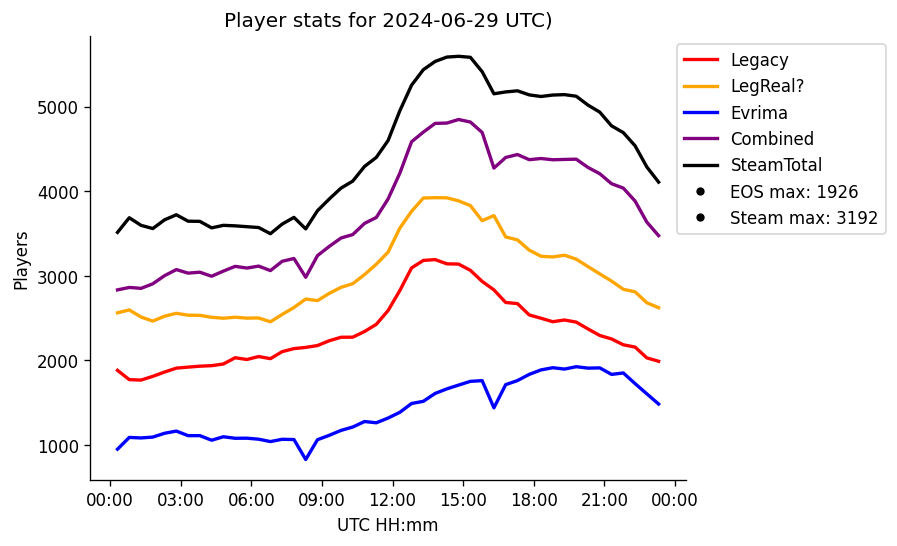 Player stats for 2024-06-29 UTC)
Players
5000
4000
3000
2000
1000
00:00 03:00 06:00 09:00 12:00 15:00 18:00 21:00 00:00
UTC HH:mm
Legacy
LegReal?
Evrima
Combined
SteamTotal
EOS max: 1926
Steam max: 3192